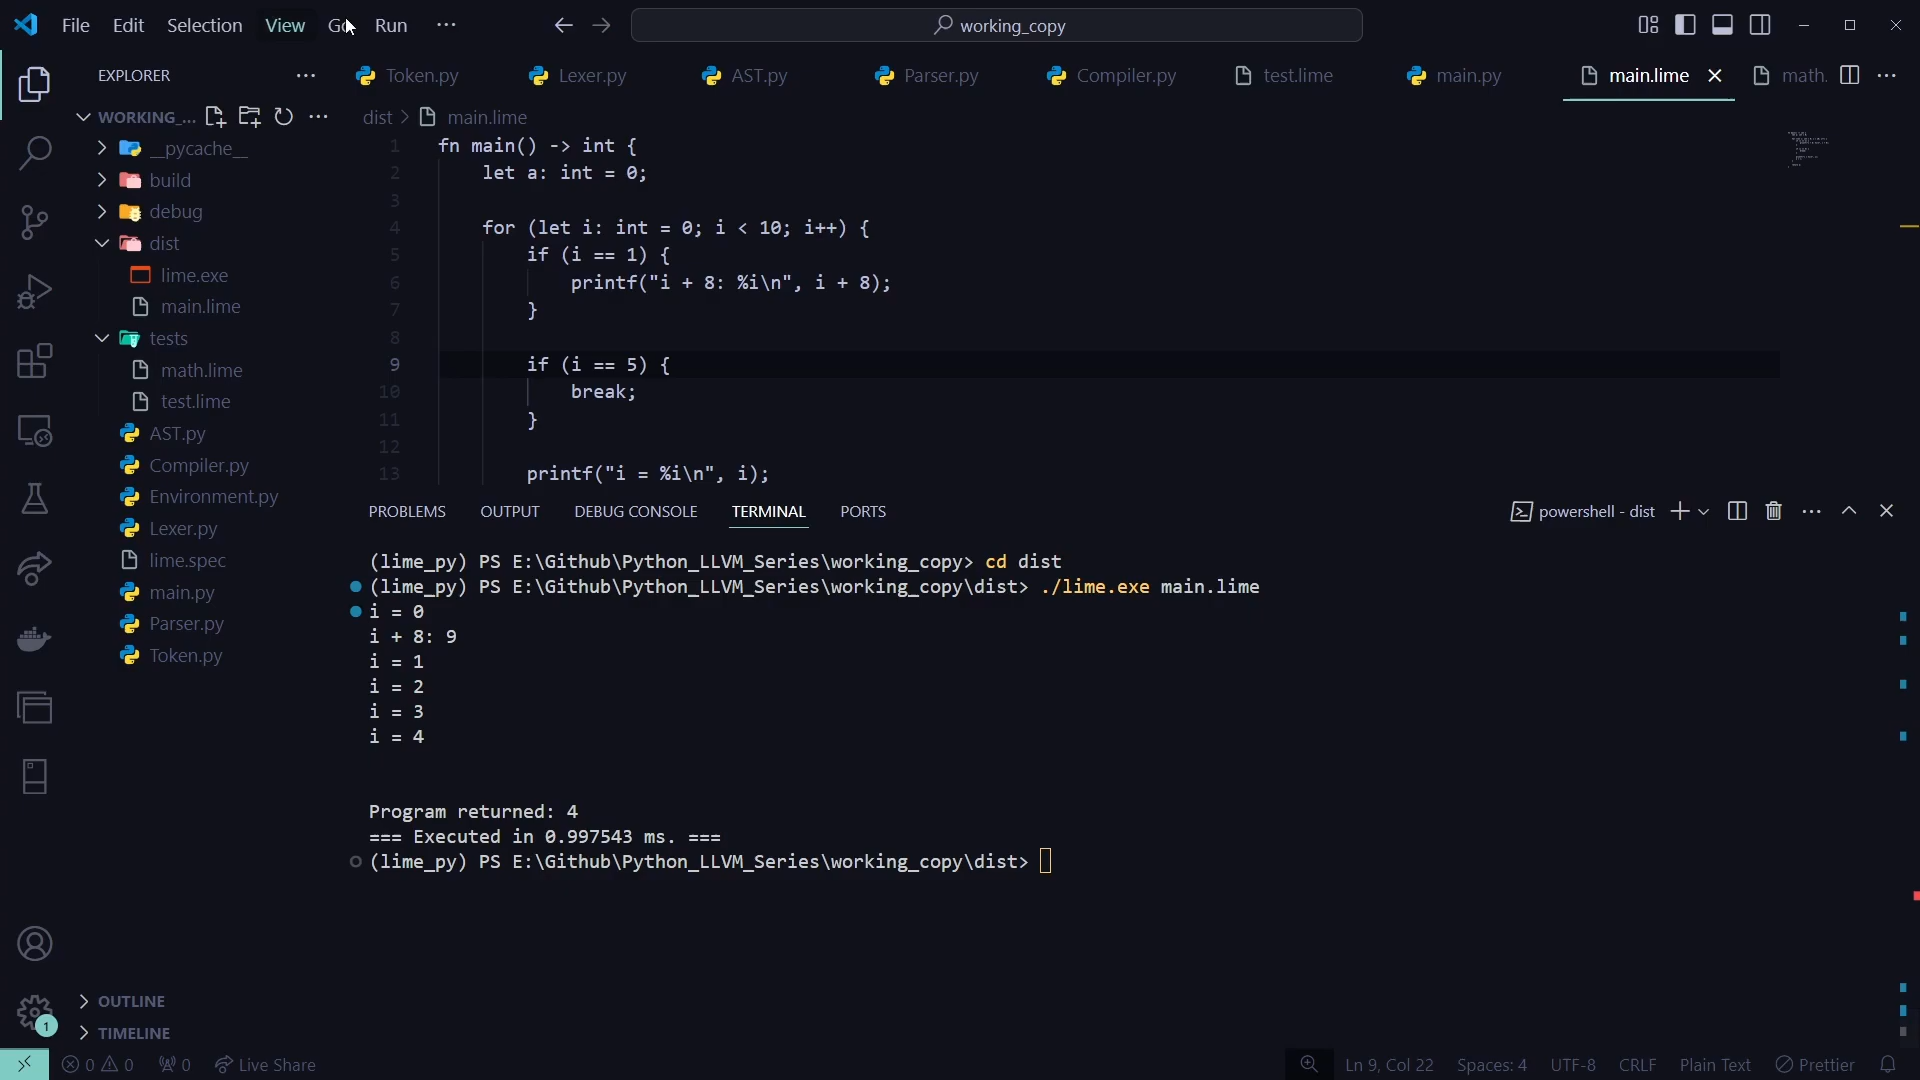 File Edit Selection View Go Run ···
working_copy
EXPLORER
Token.py Lexer.py AST.py Parser.py Compiler.py test.lime main.py main.lime math.
WORKING_...
dist > main.lime
__pycache__
build
debug
dist
lime.exe
main.lime
tests
math.lime
test.lime
AST.py
Compiler.py
Environment.py
Lexer.py
lime.spec
main.py
Parser.py
Token.py
1 fn main() -> int {
2 let a: int = 0;
3
4 for (let i: int = 0; i < 10; i++) {
5 if (i == 1) {
6 printf("i + 8: %i\n", i + 8);
7 }
8
9 if (i == 5) {
10 break;
11 }
12
13 printf("i = %i\n", i);
PROBLEMS OUTPUT DEBUG CONSOLE TERMINAL PORTS
powershell - dist
(lime_py) PS E:\Github\Python_LLVM_Series\working_copy> cd dist
(lime_py) PS E:\Github\Python_LLVM_Series\working_copy\dist> ./lime.exe main.lime
i = 0
i + 8: 9
i = 1
i = 2
i = 3
i = 4
Program returned: 4
=== Executed in 0.997543 ms. ===
(lime_py) PS E:\Github\Python_LLVM_Series\working_copy\dist>
OUTLINE
TIMELINE
1
0 0 0 Live Share
Ln 9, Col 22 Spaces: 4 UTF-8 CRLF Plain Text Prettier